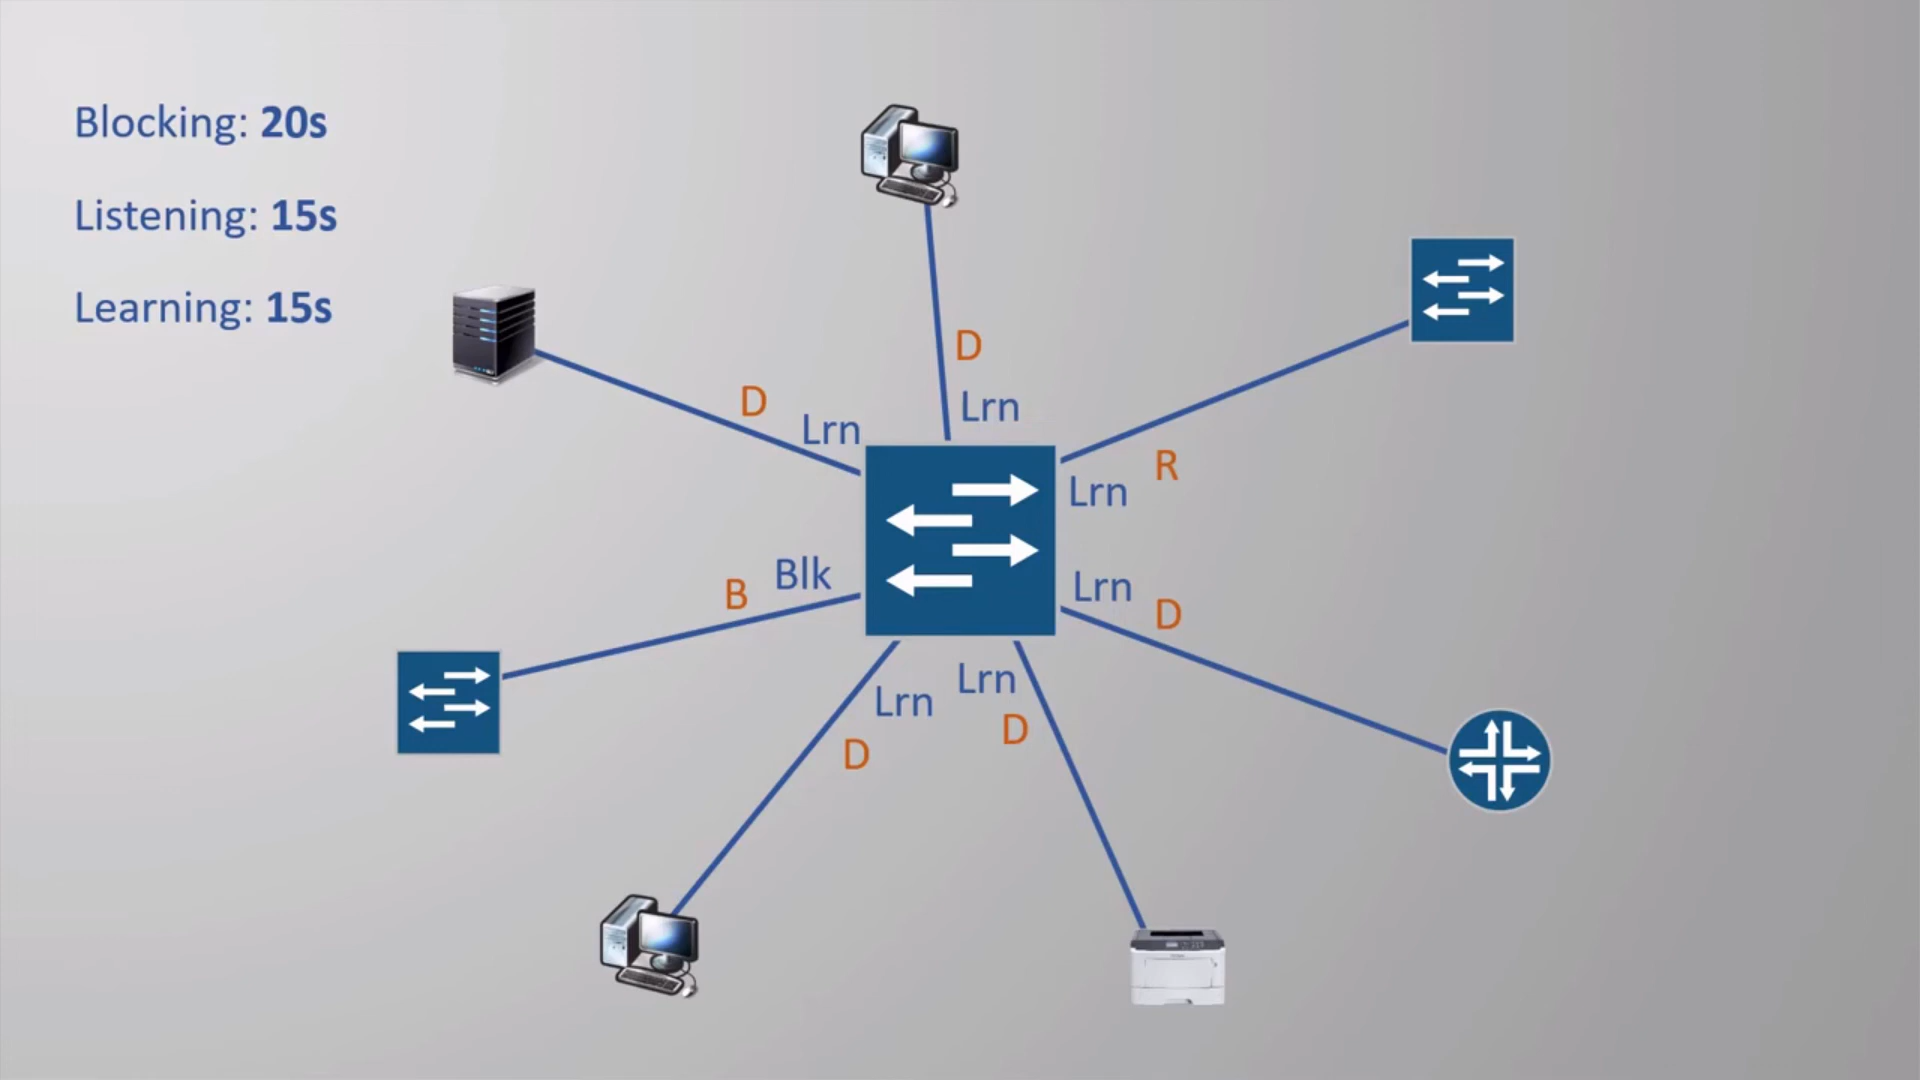 Blocking: 20s
Listening: 15s
Learning: 15s
D
Lrn
D
Lrn
R
Lrn
Blk
B
Lrn
D
Lrn
D
Lrn
D